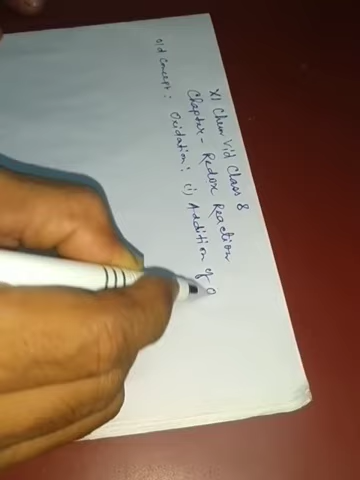 XI Chem Vid Class 8
Chapter - Redox Reaction
Old Concept : Oxidation : (i) Addition of O